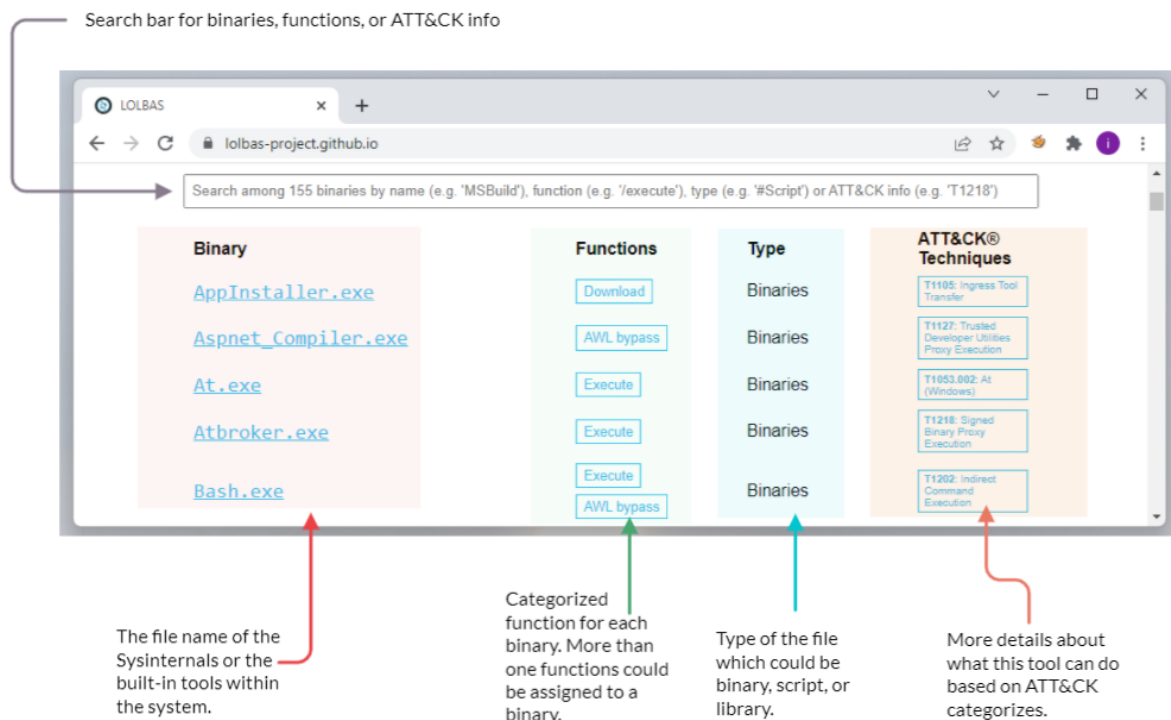 Search bar for binaries, functions, or ATT&CK info
LOLBAS
lolbas-project.github.io
i
Search among 155 binaries by name (e.g. 'MSBuild'), function (e.g. '/execute'), type (e.g. '#Script') or ATT&CK info (e.g. 'T1218')
Binary
Functions
Type
ATT&CK®
Techniques
AppInstaller.exe
Download
Binaries
T1105: Ingress Tool
Transfer
Aspnet_Compiler.exe
AWL bypass
Binaries
T1127: Trusted
Developer Utilities
Proxy Execution
At.exe
Execute
Binaries
T1053.002: At
(Windows)
Atbroker.exe
Execute
Binaries
T1218: Signed
Binary Proxy
Execution
Bash.exe
Execute
AWL bypass
Binaries
T1202: Indirect
Command
Execution
The file name of the
Sysinternals or the
built-in tools within
the system.
Categorized
function for each
binary. More than
one functions could
be assigned to a
binary.
Type of the file
which could be
binary, script, or
library.
More details about
what this tool can do
based on ATT&CK
categorizes.